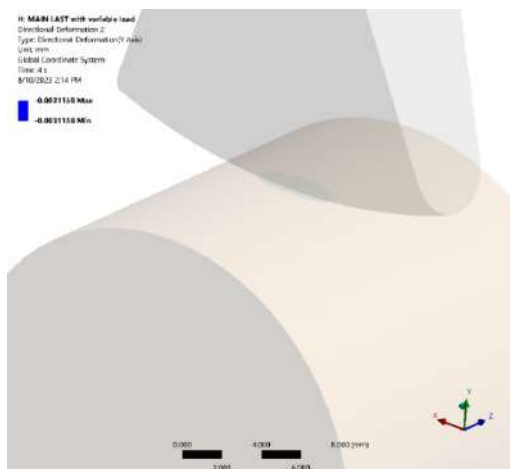 H: MAIN LAST with variable load
Directional Deformation 2
Type: Directional Deformation(Y Axis)
Unit: mm
Global Coordinate System
Time: 4 s
8/10/2023 2:14 PM
-0.0031158 Max
-0.0031158 Min
Y
X
Z
0.000
4.000
8.000 (mm)
2.000
6.000